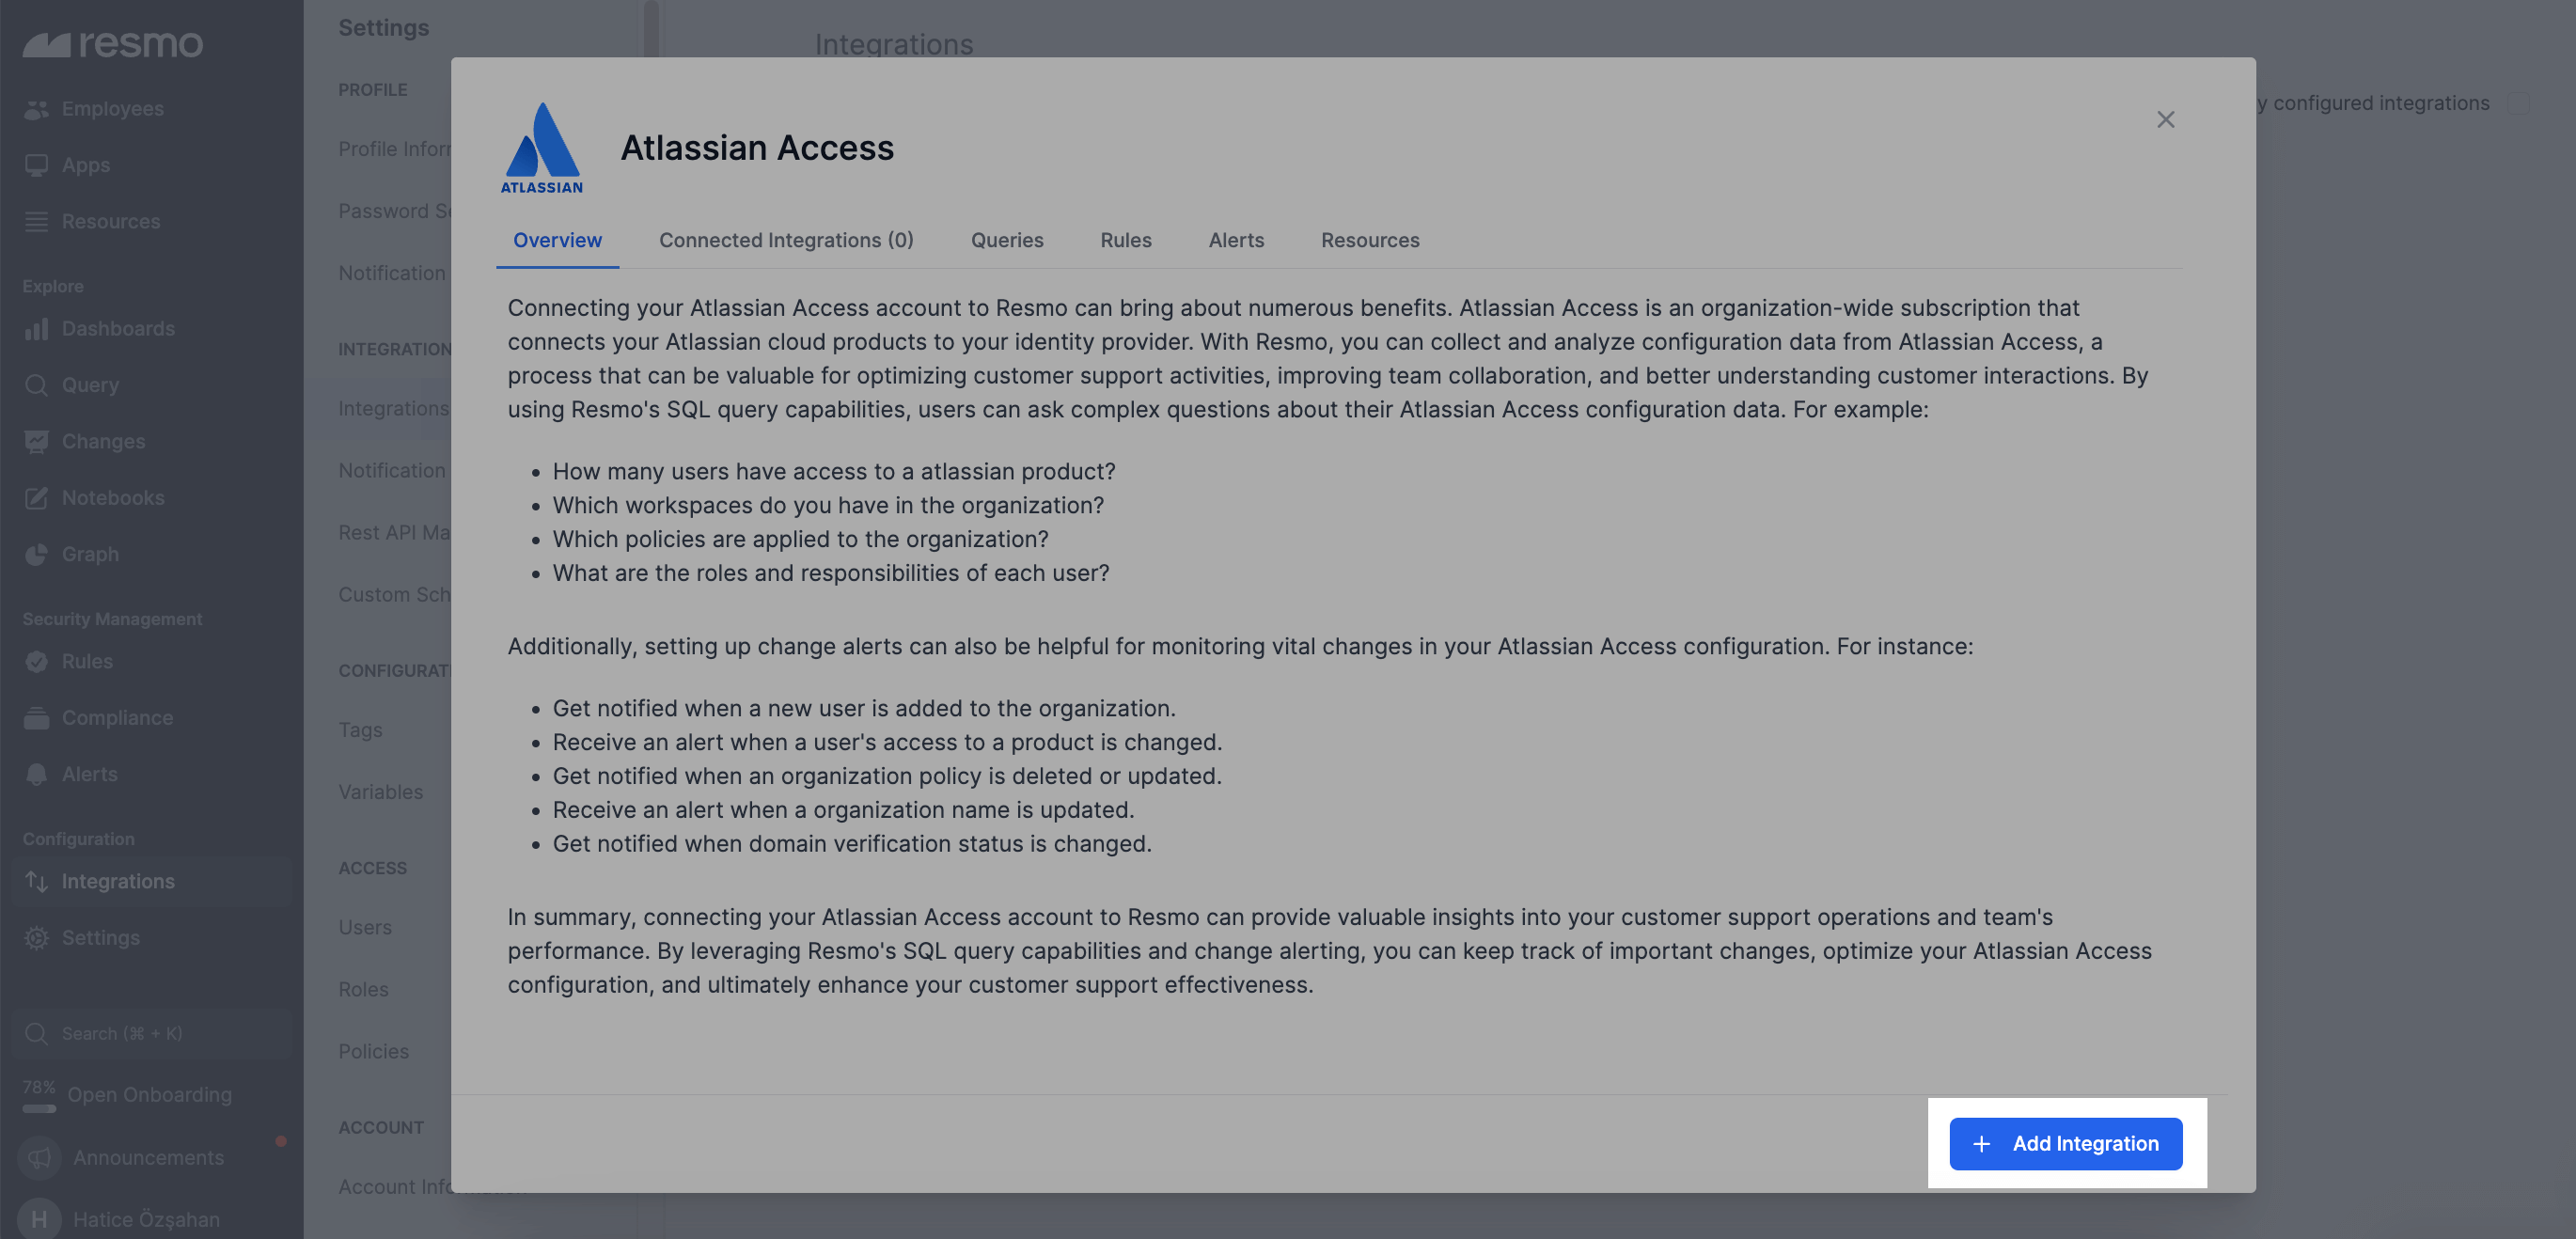 resmo
Employees
Apps
Resources
Explore
Dashboards
Query
Changes
Notebooks
Graph
Security Management
Rules
Compliance
Alerts
Configuration
Integrations
Settings
Search (⌘ + K)
78%
Open Onboarding
Announcements
H
Hatice Özşahan
Settings
PROFILE
Profile Infor
Password S
Notification
INTEGRATION
Integrations
Notification
Rest API Ma
Custom Sch
CONFIGURAT
Tags
Variables
ACCESS
Users
Roles
Policies
ACCOUNT
Account Information
Integrations
y configured integrations
ATLASSIAN
Atlassian Access
Overview
Connected Integrations (0)
Queries
Rules
Alerts
Resources
Connecting your Atlassian Access account to Resmo can bring about numerous benefits. Atlassian Access is an organization-wide subscription that
connects your Atlassian cloud products to your identity provider. With Resmo, you can collect and analyze configuration data from Atlassian Access, a
process that can be valuable for optimizing customer support activities, improving team collaboration, and better understanding customer interactions. By
using Resmo's SQL query capabilities, users can ask complex questions about their Atlassian Access configuration data. For example:
• How many users have access to a atlassian product?
• Which workspaces do you have in the organization?
• Which policies are applied to the organization?
• What are the roles and responsibilities of each user?
Additionally, setting up change alerts can also be helpful for monitoring vital changes in your Atlassian Access configuration. For instance:
• Get notified when a new user is added to the organization.
• Receive an alert when a user's access to a product is changed.
• Get notified when an organization policy is deleted or updated.
• Receive an alert when a organization name is updated.
• Get notified when domain verification status is changed.
In summary, connecting your Atlassian Access account to Resmo can provide valuable insights into your customer support operations and team's
performance. By leveraging Resmo's SQL query capabilities and change alerting, you can keep track of important changes, optimize your Atlassian Access
configuration, and ultimately enhance your customer support effectiveness.
+ Add Integration